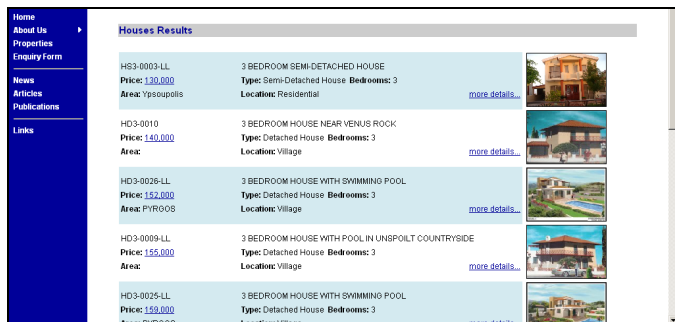 Home
About Us
Properties
Enquiry Form
News
Articles
Publications
Links
Houses Results
HS3-0003-LL 3 BEDROOM SEMI-DETACHED HOUSE
Price: 130,000 Type: Semi-Detached House Bedrooms: 3
Area: Ypsoupolis Location: Residential more details...
HD3-0010 3 BEDROOM HOUSE NEAR VENUS ROCK
Price: 140,000 Type: Detached House Bedrooms: 3
Area: Location: Village more details...
HD3-0026-LL 3 BEDROOM HOUSE WITH SWIMMING POOL
Price: 152,000 Type: Detached House Bedrooms: 3
Area: PYRGOS Location: Village more details...
HD3-0009-LL 3 BEDROOM HOUSE WITH POOL IN UNSPOILT COUNTRYSIDE
Price: 155,000 Type: Detached House Bedrooms: 3
Area: Location: Village more details...
HD3-0025-LL 3 BEDROOM HOUSE WITH SWIMMING POOL
Price: 159,000 Type: Detached House Bedrooms: 3